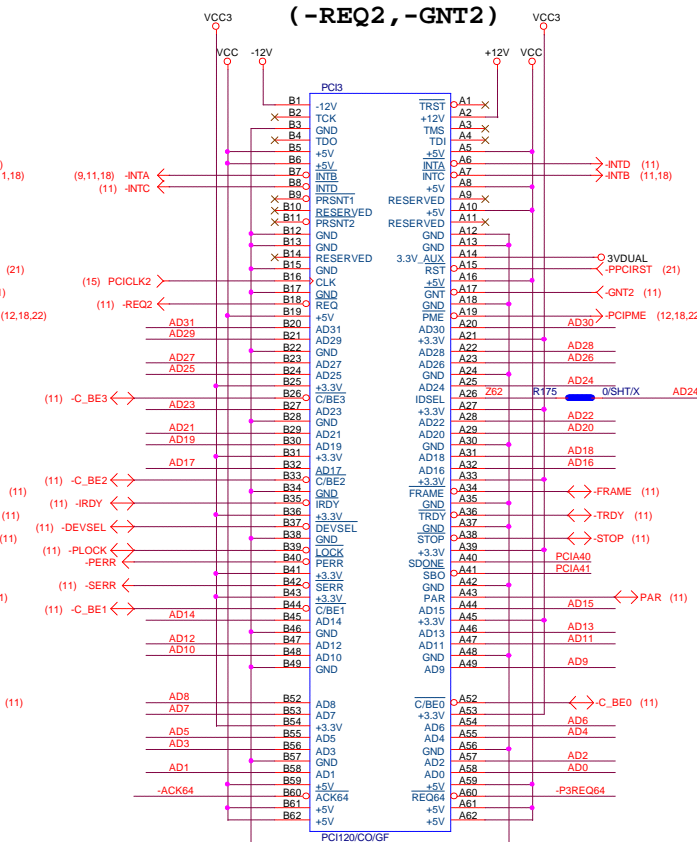 (-REQ2,-GNT2)
VCC3 VCC3
VCC -12V +12V VCC
PCI3
B1 -12V TRST A1
B2 TCK +12V A2
B3 GND TMS A3
B4 TDO TDI A4
B5 +5V +5V A5
B6 +5V INTA A6 -INTD (11)
1,18) (9,11,18) -INTA B7 INTB INTC A7 -INTB (11,18)
(11) -INTC B8 INTD +5V A8
B9 PRSNT1 RESERVED A9
B10 RESERVED +5V A10
B11 PRSNT2 RESERVED A11
B12 GND GND A12
B13 GND GND A13
B14 RESERVED 3.3V_AUX A14 3VDUAL
(21) B15 GND RST A15 -PPCIRST (21)
(15) PCICLK2 B16 CLK +5V A16
B17 GND GNT A17 -GNT2 (11)
(11) -REQ2 B18 REQ GND A18
(12,18,22) B19 +5V PME A19 -PCIPME (12,18,22
AD31 B20 AD31 AD30 A20 AD30
AD29 B21 AD29 +3.3V A21
B22 GND AD28 A22 AD28
AD27 B23 AD27 AD26 A23 AD26
AD25 B24 AD25 GND A24
B25 +3.3V AD24 A25 AD24
(11) -C_BE3 B26 C/BE3 IDSEL A26 Z62 R175 0/SHT/X AD24
AD23 B27 AD23 +3.3V A27
B28 GND AD22 A28 AD22
AD21 B29 AD21 AD20 A29 AD20
AD19 B30 AD19 GND A30
B31 +3.3V AD18 A31 AD18
AD17 B32 AD17 AD16 A32 AD16
(11) -C_BE2 B33 C/BE2 +3.3V A33
(11) B34 GND FRAME A34 -FRAME (11)
(11) -IRDY B35 IRDY GND A35
(11) B36 +3.3V TRDY A36 -TRDY (11)
(11) -DEVSEL B37 DEVSEL GND A37
(11) B38 GND STOP A38 -STOP (11)
(11) -PLOCK B39 LOCK +3.3V A39
-PERR B40 PERR SDONE A40 PCIA40
B41 +3.3V SBO A41 PCIA41
(11) -SERR B42 SERR GND A42
B43 +3.3V PAR A43 PAR (11)
(11) -C_BE1 B44 C/BE1 AD15 A44 AD15
AD14 B45 AD14 +3.3V A45
B46 GND AD13 A46 AD13
AD12 B47 AD12 AD11 A47 AD11
AD10 B48 AD10 GND A48
B49 GND AD9 A49 AD9
(11) AD8 B52 AD8 C/BE0 A52 -C_BE0 (11)
AD7 B53 AD7 +3.3V A53
B54 +3.3V AD6 A54 AD6
AD5 B55 AD5 AD4 A55 AD4
AD3 B56 AD3 GND A56
B57 GND AD2 A57 AD2
AD1 B58 AD1 AD0 A58 AD0
B59 +5V +5V A59
-ACK64 B60 ACK64 REQ64 A60 -P3REQ64
B61 +5V +5V A61
B62 +5V +5V A62
PCI120/CO/GF